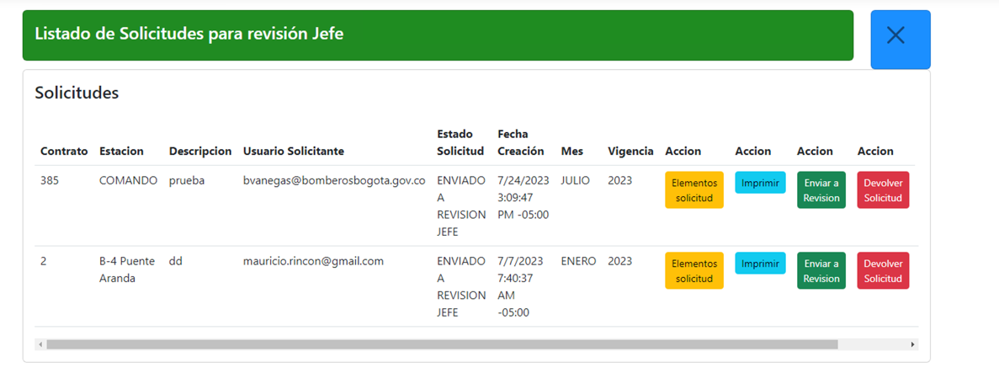 Listado de Solicitudes para revisión Jefe
Solicitudes
Contrato Estacion Descripcion Usuario Solicitante Estado Solicitud Fecha Creación Mes Vigencia Accion Accion Accion Accion
385 COMANDO prueba bvanegas@bomberosbogota.gov.co ENVIADO A REVISION JEFE 7/24/2023 3:09:47 PM -05:00 JULIO 2023 Elementos solicitud Imprimir Enviar a Revision Devolver Solicitud
2 B-4 Puente Aranda dd mauricio.rincon@gmail.com ENVIADO A REVISION JEFE 7/7/2023 7:40:37 AM -05:00 ENERO 2023 Elementos solicitud Imprimir Enviar a Revision Devolver Solicitud